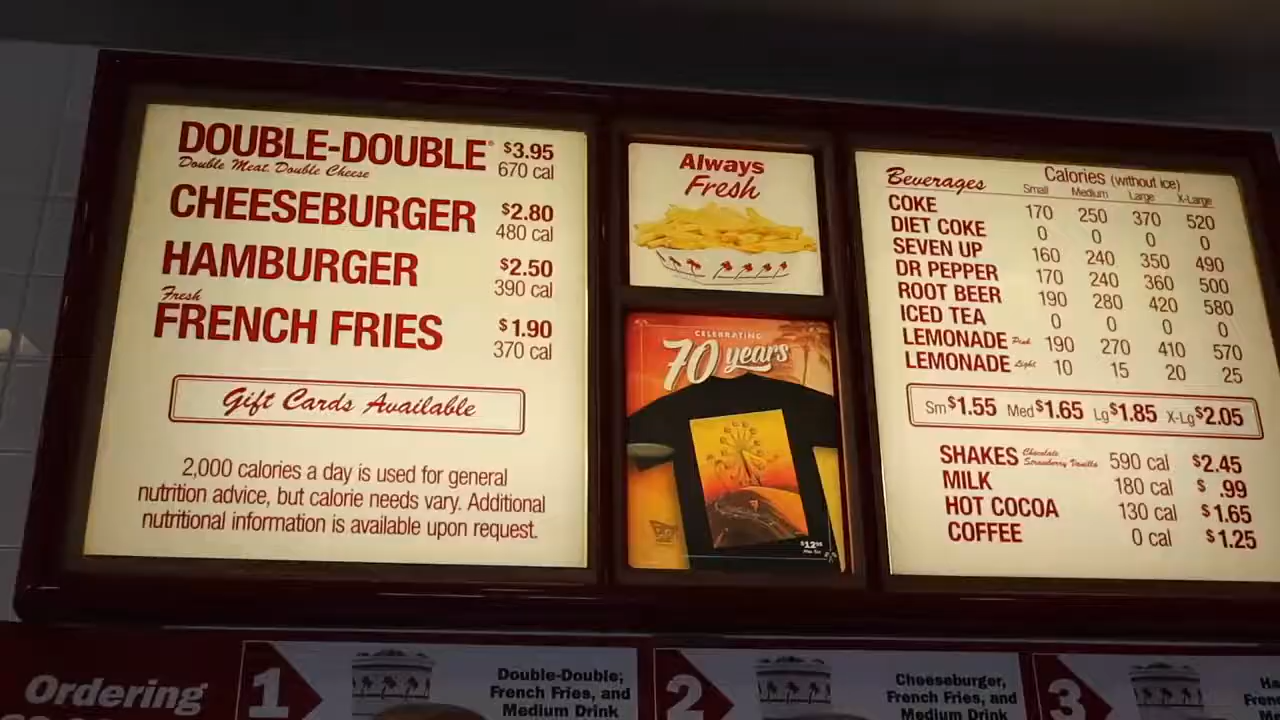 DOUBLE-DOUBLE® $3.95
Double Meat Double Cheese 670 cal
CHEESEBURGER $2.80
480 cal
HAMBURGER $2.50
390 cal
Fresh
FRENCH FRIES $1.90
370 cal
Gift Cards Available
2,000 calories a day is used for general
nutrition advice, but calorie needs vary. Additional
nutritional information is available upon request.
Always
Fresh
CELEBRATING
70 years
$12
Beverages Calories (without ice)
Small Medium Large X-Large
COKE 170 250 370 520
DIET COKE 0 0 0 0
SEVEN UP 160 240 350 490
DR PEPPER 170 240 360 500
ROOT BEER 190 280 420 580
ICED TEA 0 0 0 0
LEMONADE Pink 190 270 410 570
LEMONADE Light 10 15 20 25
Sm $1.55 Med $1.65 Lg $1.85 X-Lg $2.05
SHAKES Chocolate Strawberry Vanilla 590 cal $2.45
MILK 180 cal $ .99
HOT COCOA 130 cal $1.65
COFFEE 0 cal $1.25
Ordering
1
Double-Double,
French Fries, and
Medium Drink
2
Cheeseburger,
French Fries, and
Medium Drink
3